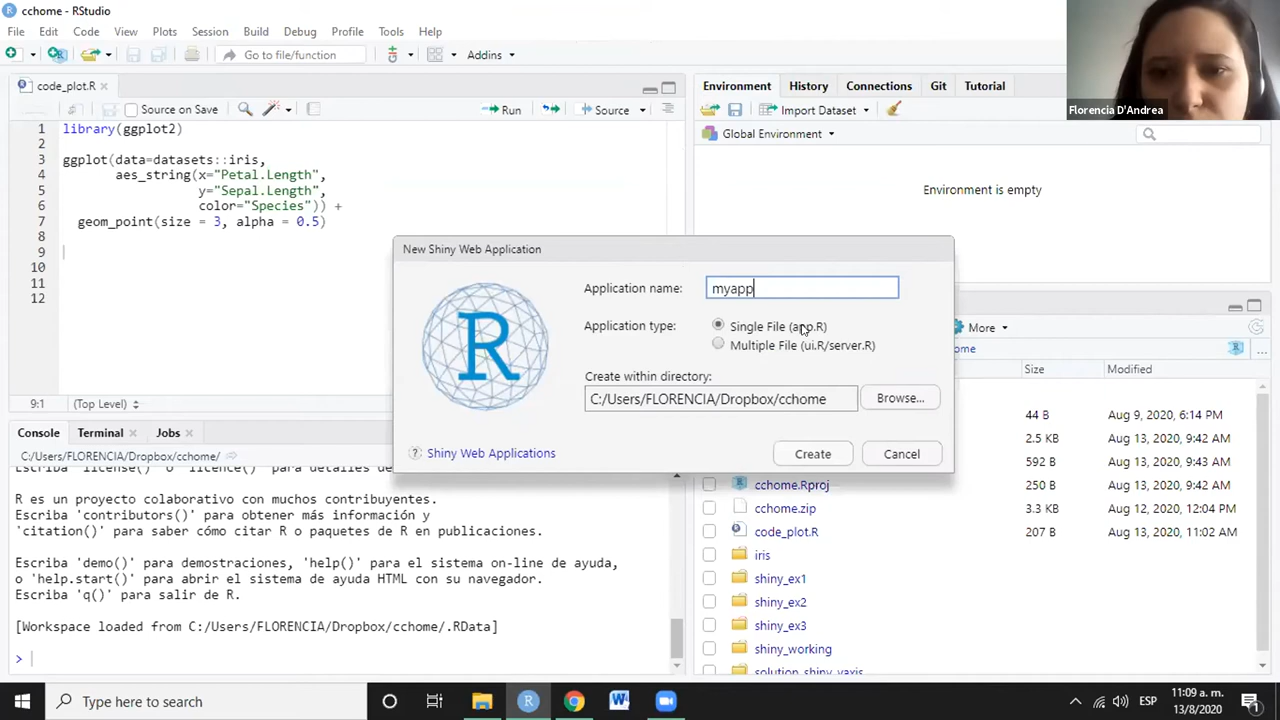 cchome - RStudio
File Edit Code View Plots Session Build Debug Profile Tools Help
Go to file/function Addins
code_plot.R
Source on Save Run Source
1 library(ggplot2)
2
3 ggplot(data=datasets::iris,
4 aes_string(x="Petal.Length",
5 y="Sepal.Length",
6 color="Species")) +
7 geom_point(size = 3, alpha = 0.5)
8
9
10
11
12
9:1 (Top Level) R Script
Environment History Connections Git Tutorial
Import Dataset
Global Environment
Environment is empty
Florencia D'Andrea
New Shiny Web Application
R
Application name: myapp
Application type: Single File (app.R)
Multiple File (ui.R/server.R)
Create within directory:
C:/Users/FLORENCIA/Dropbox/cchome Browse...
? Shiny Web Applications Create Cancel
More
ome
Size Modified
44 B Aug 9, 2020, 6:14 PM
2.5 KB Aug 13, 2020, 9:42 AM
592 B Aug 13, 2020, 9:43 AM
cchome.Rproj 250 B Aug 13, 2020, 9:42 AM
cchome.zip 3.3 KB Aug 12, 2020, 12:04 PM
code_plot.R 207 B Aug 13, 2020, 11:02 AM
iris
shiny_ex1
shiny_ex2
shiny_ex3
shiny_working
solution_shiny_yaxis
Console Terminal Jobs
C:/Users/FLORENCIA/Dropbox/cchome/
Escriba 'license()' o 'licence()' para detalles de
R es un proyecto colaborativo con muchos contribuyentes.
Escriba 'contributors()' para obtener más información y
'citation()' para saber cómo citar R o paquetes de R en publicaciones.
Escriba 'demo()' para demostraciones, 'help()' para el sistema on-line de ayuda,
o 'help.start()' para abrir el sistema de ayuda HTML con su navegador.
Escriba 'q()' para salir de R.
[Workspace loaded from C:/Users/FLORENCIA/Dropbox/cchome/.RData]
>
Type here to search
ESP
11:09 a. m.
13/8/2020
1